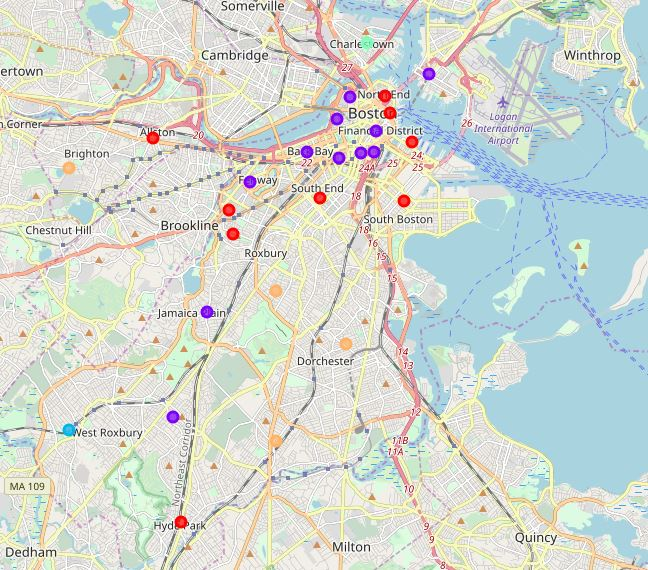 Somerville
Charlestown
Cambridge
Winthrop
27
North End
Boston
26
Logan
International
Airport
Financial District
Allston
20
Back Bay
22
24A
25
24,
25
Brighton
Fenway
South End
18
South Boston
Brookline
Chestnut Hill
18
16
15
15
Roxbury
Jamaica Plain
14
13
Dorchester
12
11B
11A
West Roxbury
Northeast Corridor
MA 109
10
9
9
8
Hyde Park
Dedham
Milton
Quincy